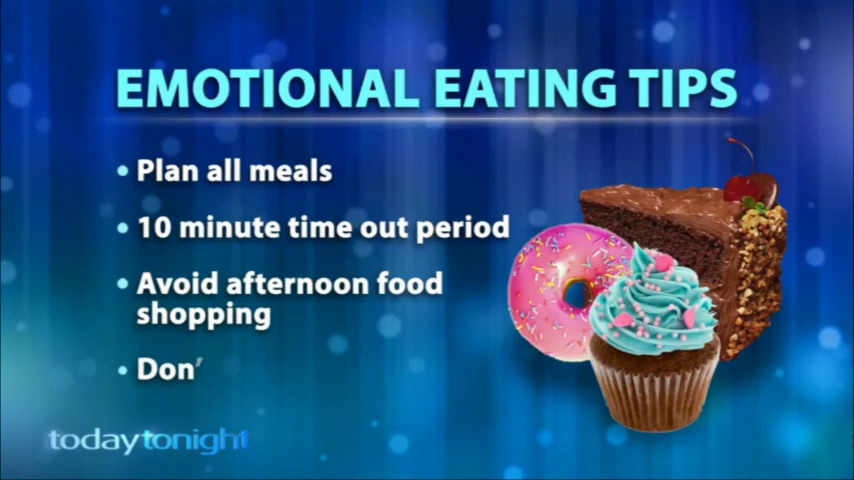 EMOTIONAL EATING TIPS
• Plan all meals
• 10 minute time out period
• Avoid afternoon food
shopping
• Don'
todaytonight